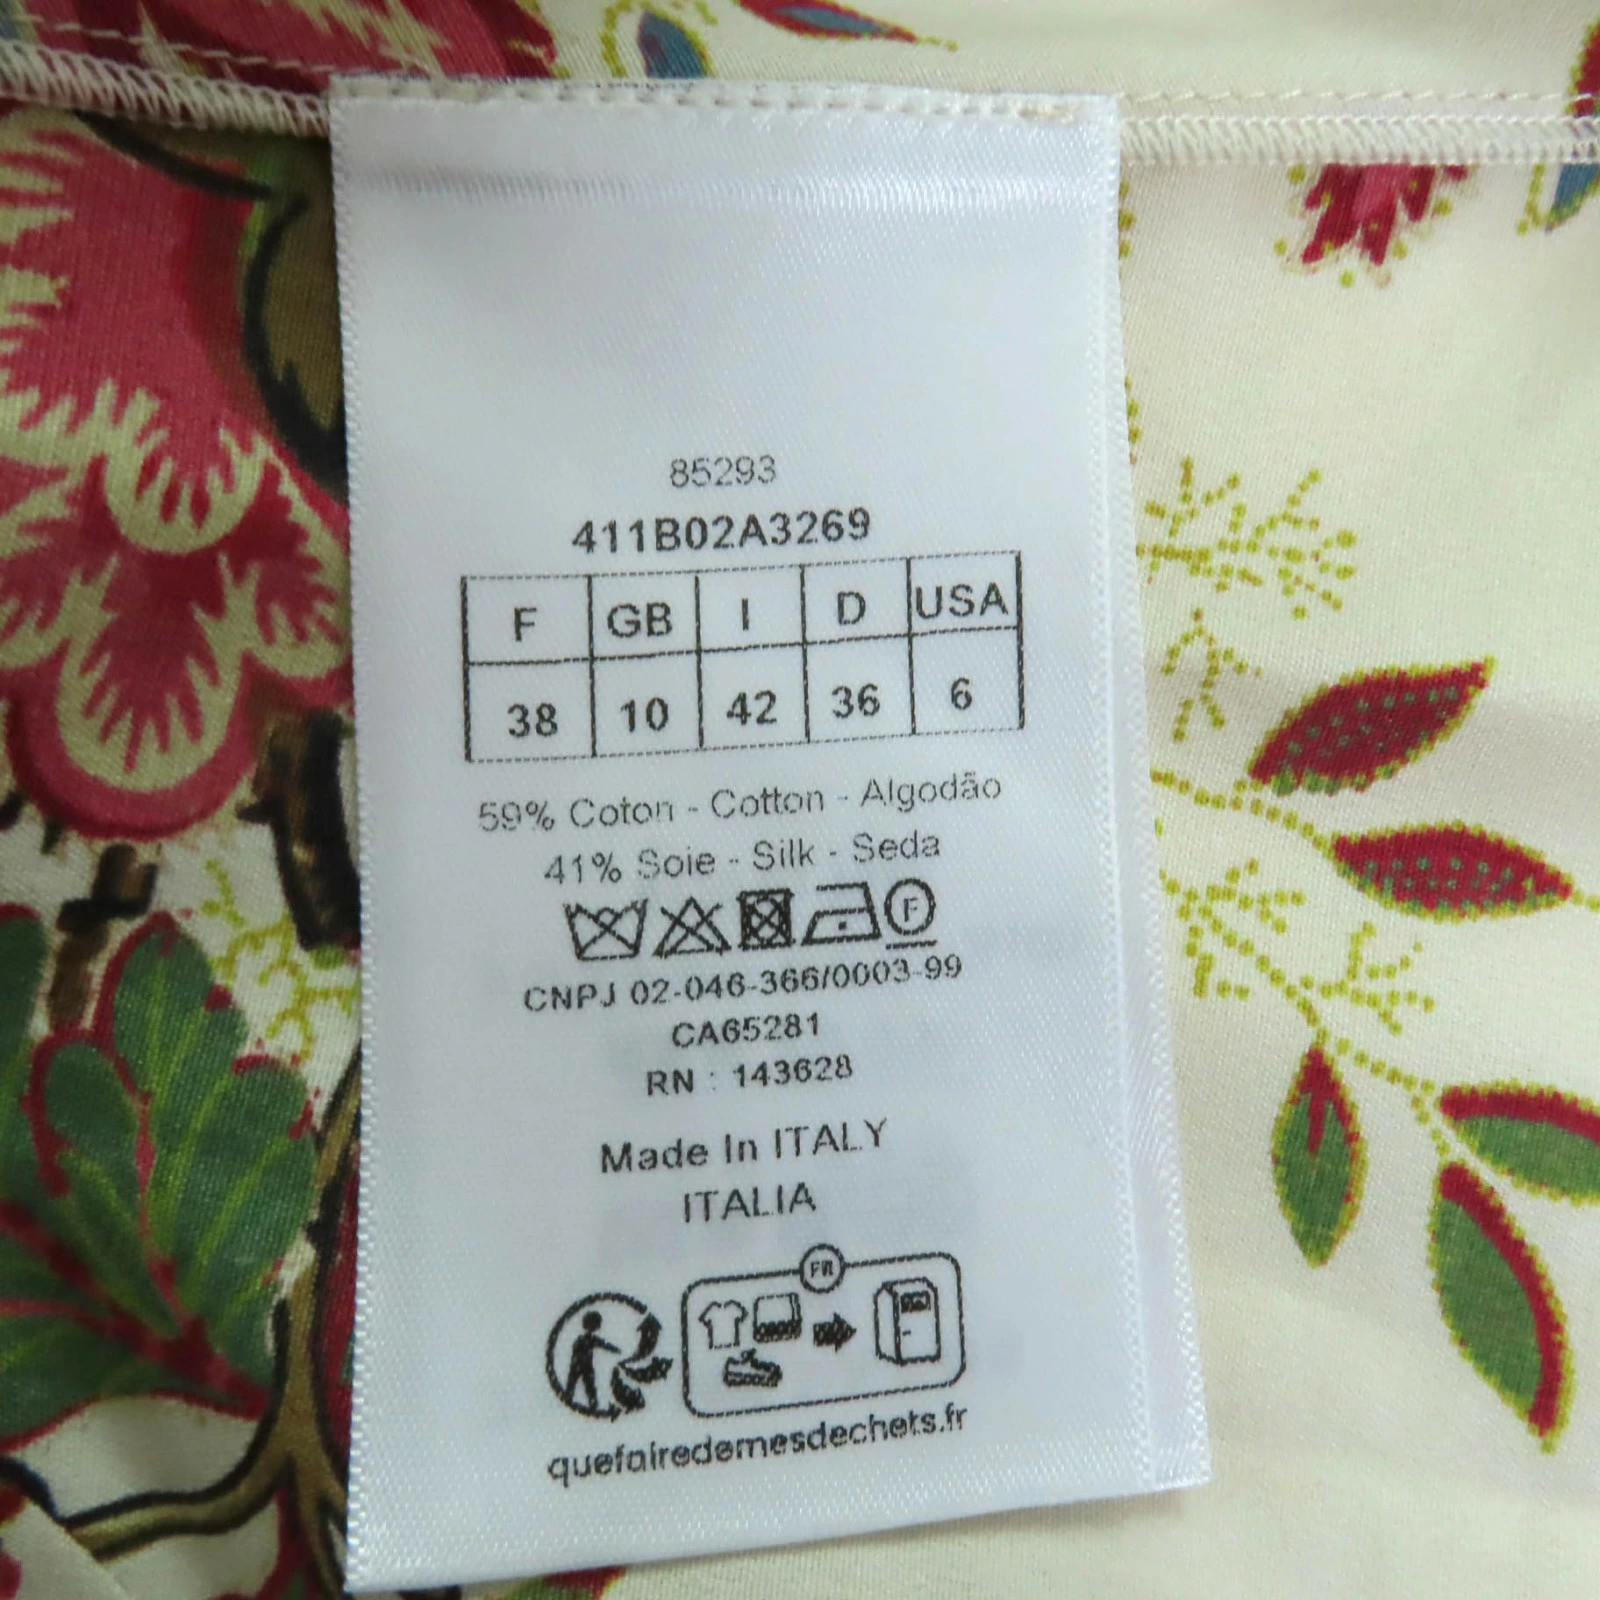 85293
411B02A3269
F GB I D USA
38 10 42 36 6
59% Coton - Cotton - Algodão
41% Soie - Silk - Seda
F
CNPJ 02-046-366/0003-99
CA65281
RN : 143628
Made In ITALY
ITALIA
FR
quefairedemesdechets.fr